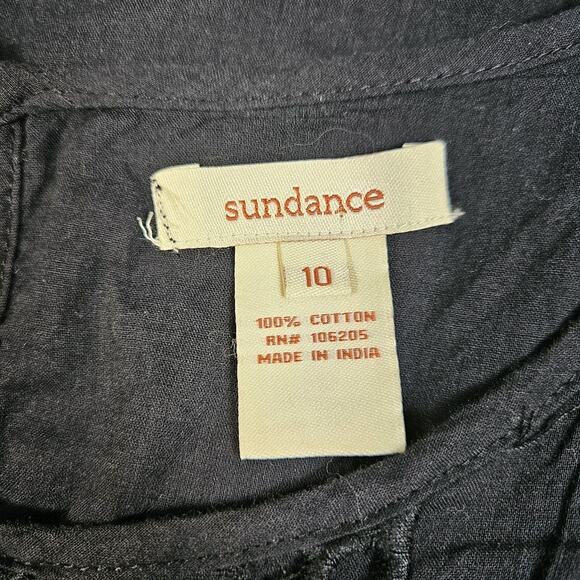 sundance
10
100% COTTON
RN# 106205
MADE IN INDIA